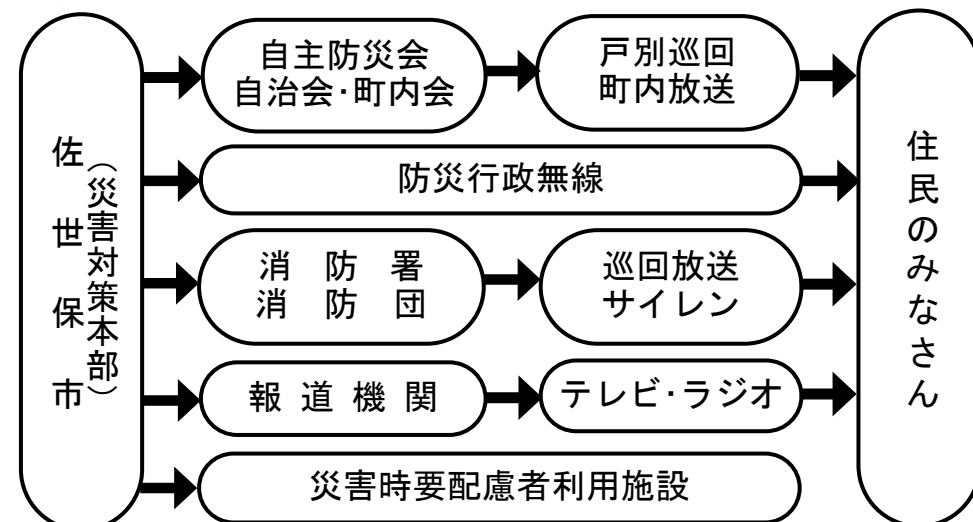 佐世保市
（災害対策本部）
自主防災会
自治会・町内会
戸別巡回
町内放送
防災行政無線
消防署
消防団
巡回放送
サイレン
報道機関
テレビ・ラジオ
災害時要配慮者利用施設
住民のみなさん